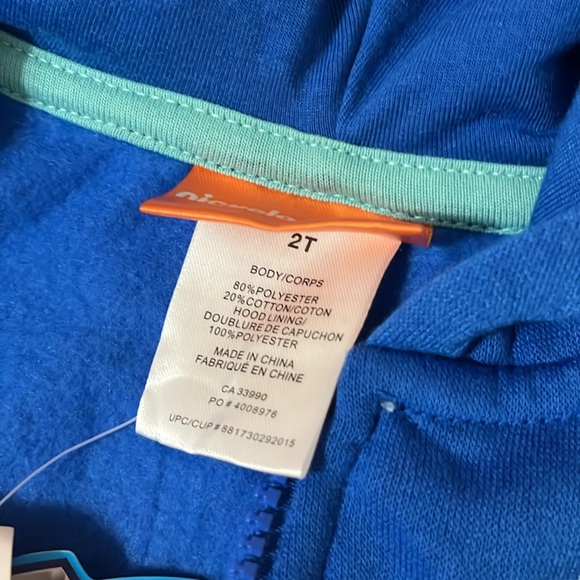 nickelo
2T
BODY/CORPS
80%POLYESTER
20%COTTON/COTON
HOOD LINING/
DOUBLURE DE CAPUCHON
100%POLYESTER
MADE IN CHINA
FABRIQUÉ EN CHINE
CA 33990
PO # 4008976
UPC/CUP # 881730292015